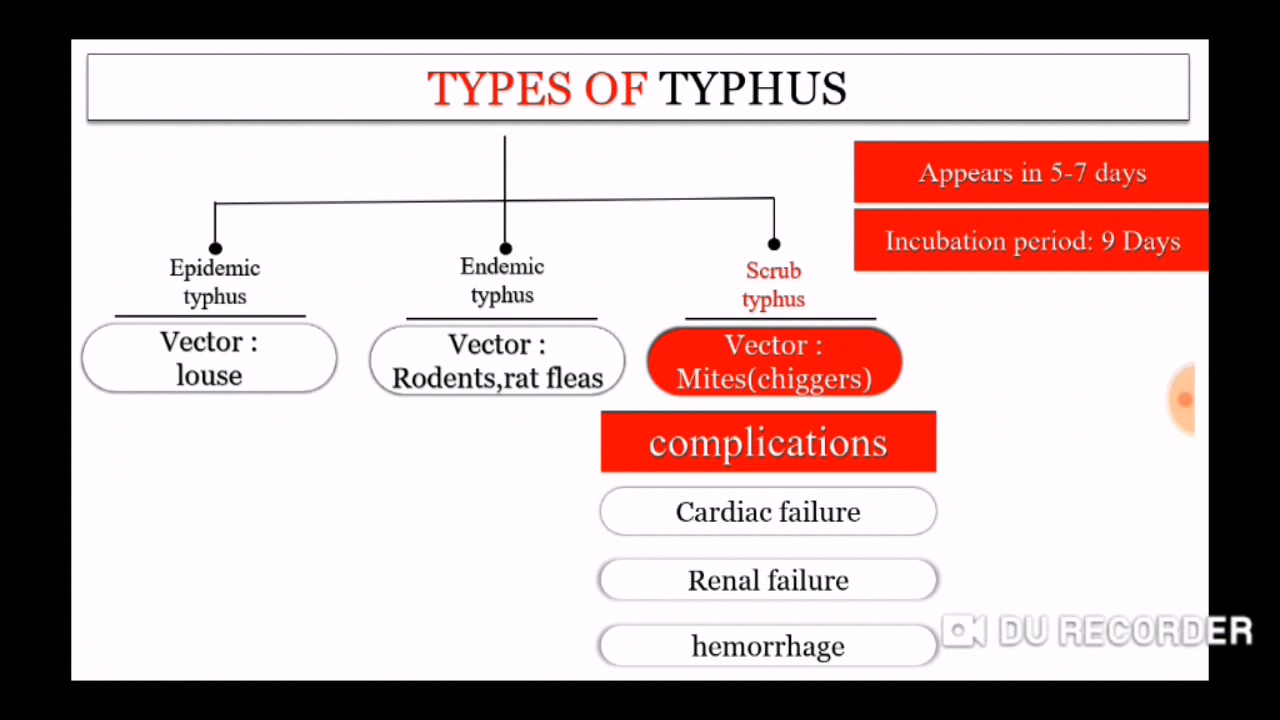 TYPES OF TYPHUS
Appears in 5-7 days
Incubation period: 9 Days
Epidemic
typhus
Vector :
louse
Endemic
typhus
Vector :
Rodents,rat fleas
Scrub
typhus
Vector :
Mites(chiggers)
complications
Cardiac failure
Renal failure
hemorrhage
DU RECORDER